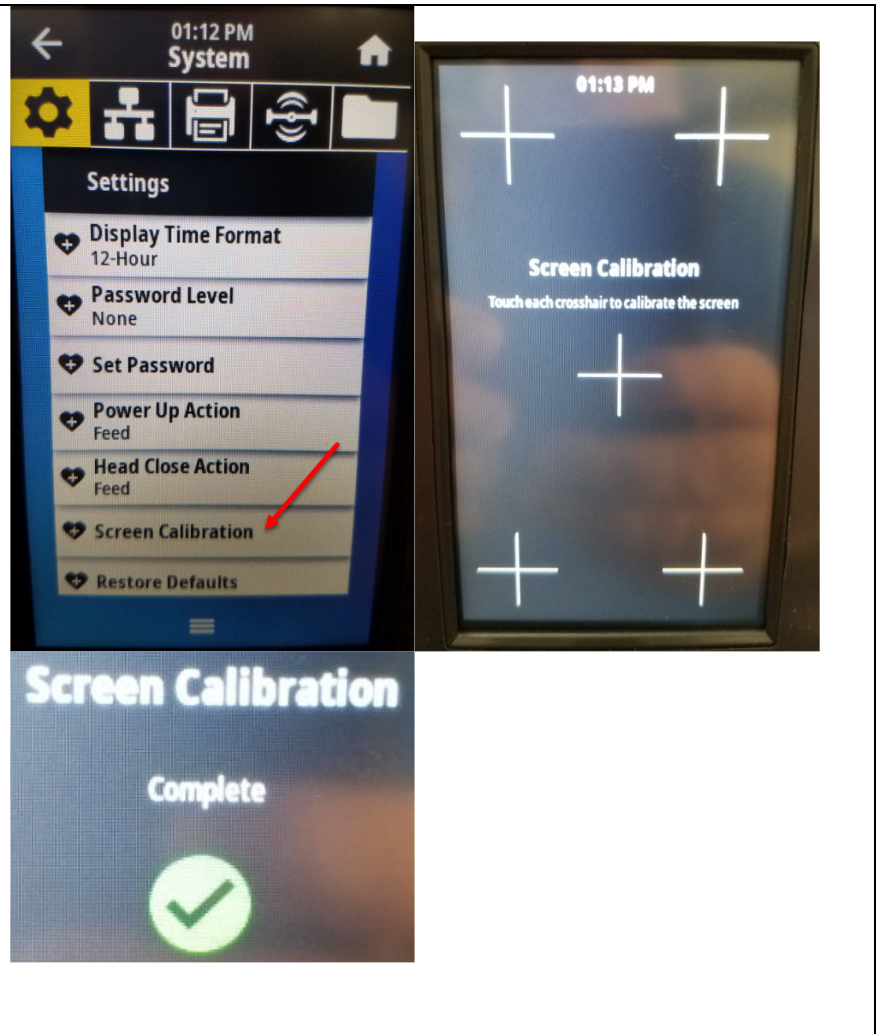 01:12 PM
System
Settings
Display Time Format
12-Hour
Password Level
None
Set Password
Power Up Action
Feed
Head Close Action
Feed
Screen Calibration
Restore Defaults
01:13 PM
Screen Calibration
Touch each crosshair to calibrate the screen
Screen Calibration
Complete